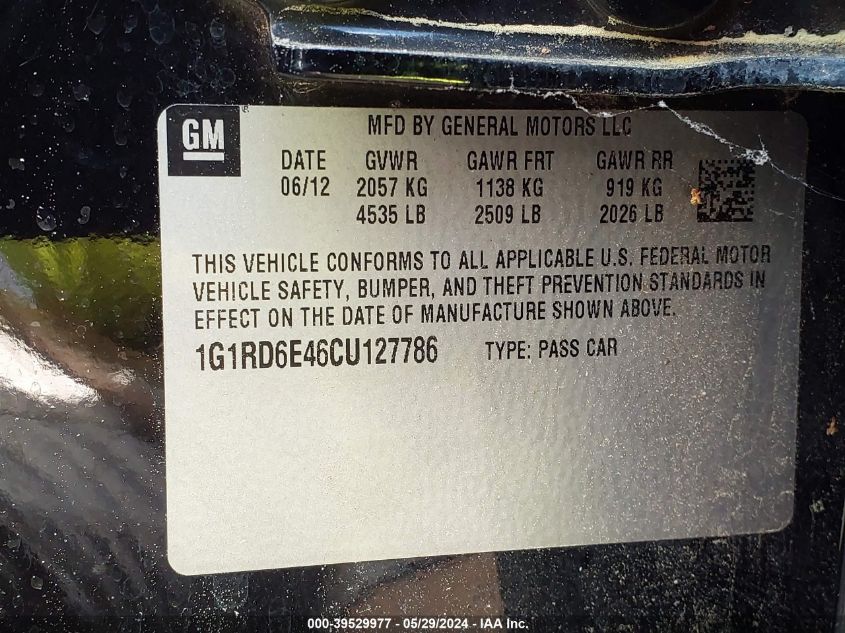 GM
MFD BY GENERAL MOTORS LLC
DATE GVWR GAWR FRT GAWR RR
06/12 2057 KG 1138 KG 919 KG
4535 LB 2509 LB 2026 LB
THIS VEHICLE CONFORMS TO ALL APPLICABLE U.S. FEDERAL MOTOR
VEHICLE SAFETY, BUMPER, AND THEFT PREVENTION STANDARDS IN
EFFECT ON THE DATE OF MANUFACTURE SHOWN ABOVE.
1G1RD6E46CU127786 TYPE: PASS CAR
000-39529977 - 05/29/2024 - IAA Inc.